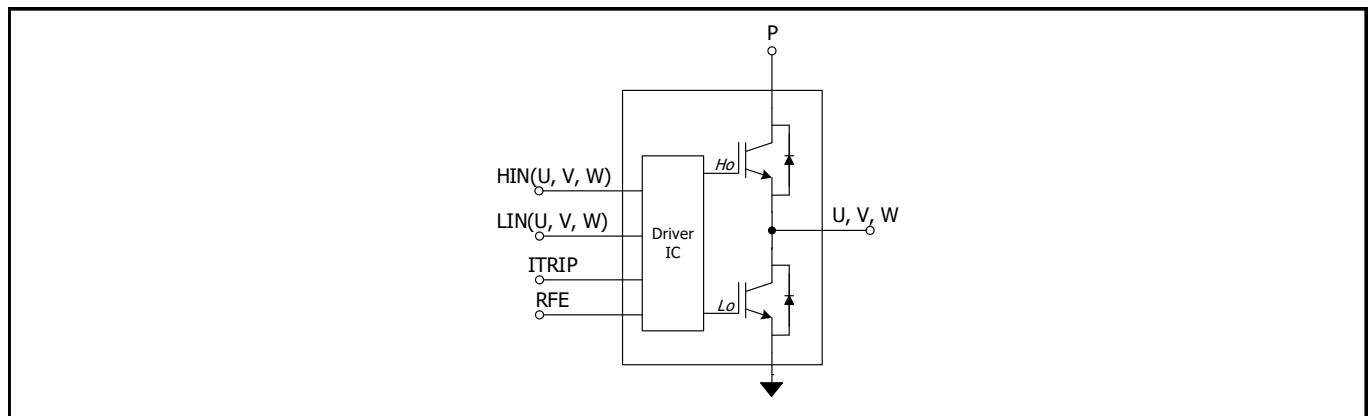 P
HIN(U, V, W)
Ho
LIN(U, V, W)
U, V, W
Driver
IC
ITRIP
RFE
Lo